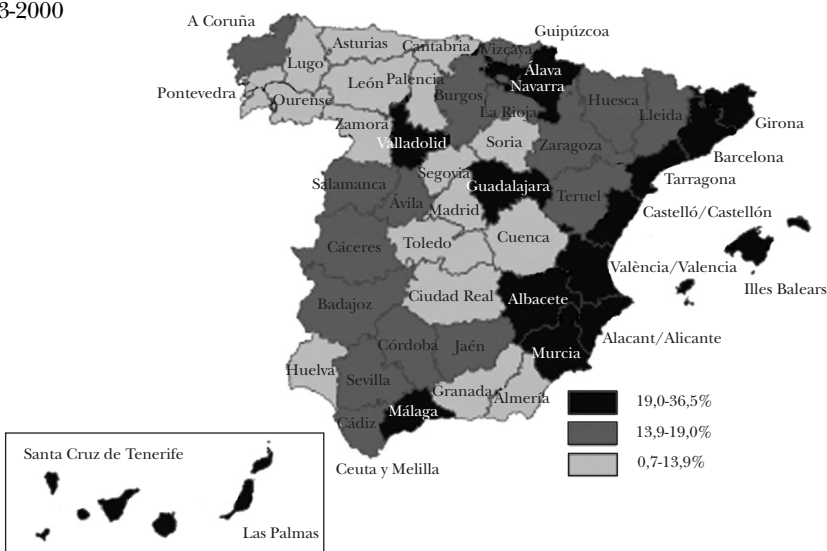 3-2000
A Coruña
Lugo
Asturias
Cantabria
Vizcaya
Guipúzcoa
Álava
Navarra
Pontevedra
Ourense
León
Palencia
Burgos
La Rioja
Huesca
Lleida
Girona
Barcelona
Tarragona
Zamora
Valladolid
Soria
Zaragoza
Segovia
Salamanca
Ávila
Madrid
Guadalajara
Teruel
Castelló/Castellón
Cáceres
Toledo
Cuenca
València/Valencia
Illes Balears
Badajoz
Ciudad Real
Albacete
Alacant/Alicante
Córdoba
Jaén
Murcia
Huelva
Sevilla
Granada
Almería
Málaga
Cádiz
Ceuta y Melilla
19,0-36,5%
13,9-19,0%
0,7-13,9%
Santa Cruz de Tenerife
Las Palmas